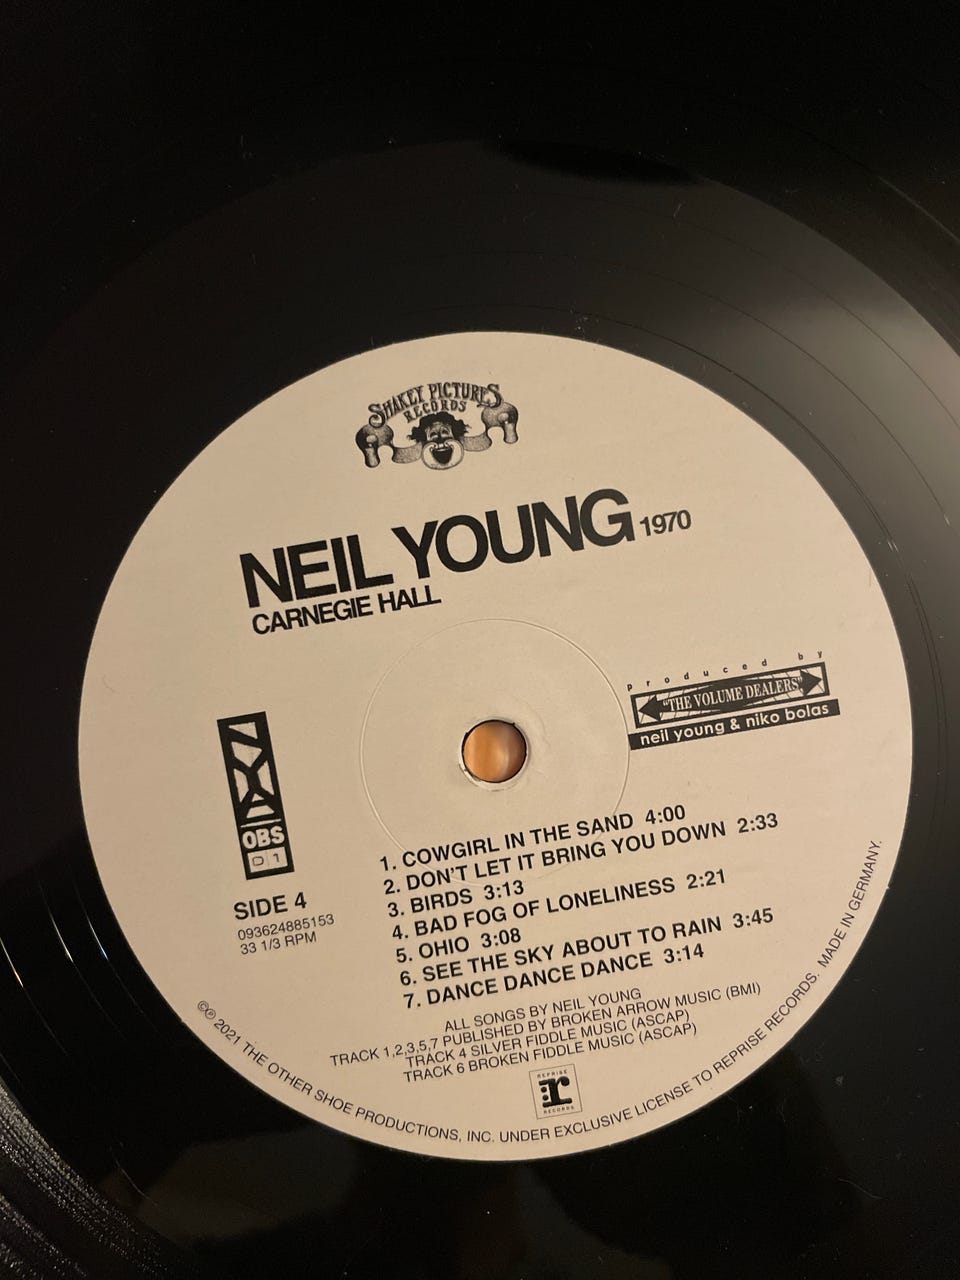 SHAKEY PICTURES
RECORDS
NEIL YOUNG 1970
CARNEGIE HALL
produced by
"THE VOLUME DEALERS"
neil young & niko bolas
NYA
OBS
01
SIDE 4
093624885153
33 1/3 RPM
1. COWGIRL IN THE SAND 4:00
2. DON'T LET IT BRING YOU DOWN 2:33
3. BIRDS 3:13
4. BAD FOG OF LONELINESS 2:21
5. OHIO 3:08
6. SEE THE SKY ABOUT TO RAIN 3:45
7. DANCE DANCE DANCE 3:14
ALL SONGS BY NEIL YOUNG
TRACK 1,2,3,5,7 PUBLISHED BY BROKEN ARROW MUSIC (BMI)
TRACK 4 SILVER FIDDLE MUSIC (ASCAP)
TRACK 6 BROKEN FIDDLE MUSIC (ASCAP)
REPRISE
r
RECORDS
©℗ 2021 THE OTHER SHOE PRODUCTIONS, INC. UNDER EXCLUSIVE LICENSE TO REPRISE RECORDS. MADE IN GERMANY.